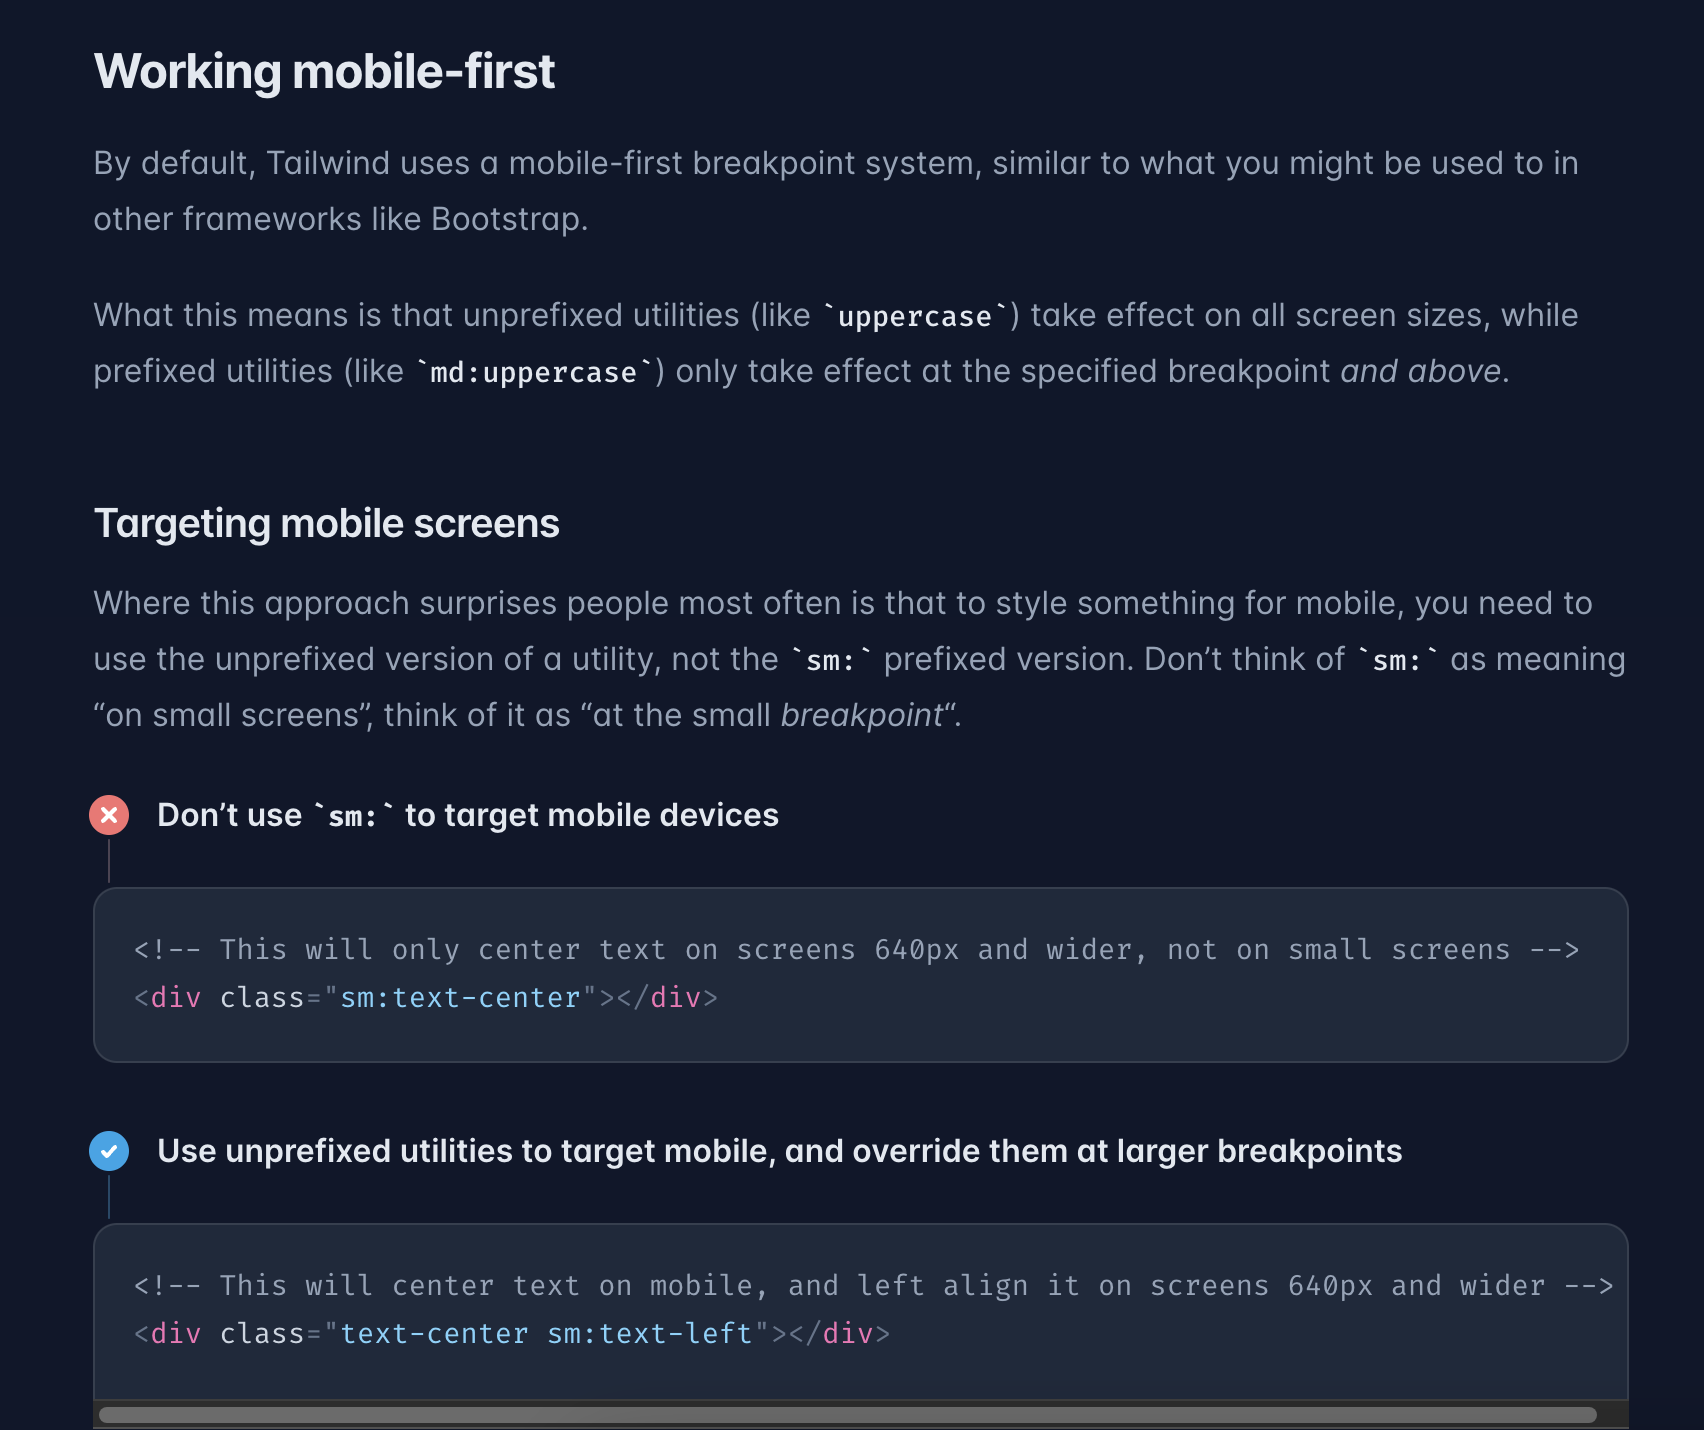 Working mobile-first
By default, Tailwind uses a mobile-first breakpoint system, similar to what you might be used to in
other frameworks like Bootstrap.
What this means is that unprefixed utilities (like `uppercase`) take effect on all screen sizes, while
prefixed utilities (like `md:uppercase`) only take effect at the specified breakpoint and above.
Targeting mobile screens
Where this approach surprises people most often is that to style something for mobile, you need to
use the unprefixed version of a utility, not the `sm:` prefixed version. Don’t think of `sm:` as meaning
“on small screens”, think of it as “at the small breakpoint“.
Don’t use `sm:` to target mobile devices
<!-- This will only center text on screens 640px and wider, not on small screens -->
<div class="sm:text-center"></div>
Use unprefixed utilities to target mobile, and override them at larger breakpoints
<!-- This will center text on mobile, and left align it on screens 640px and wider -->
<div class="text-center sm:text-left"></div>